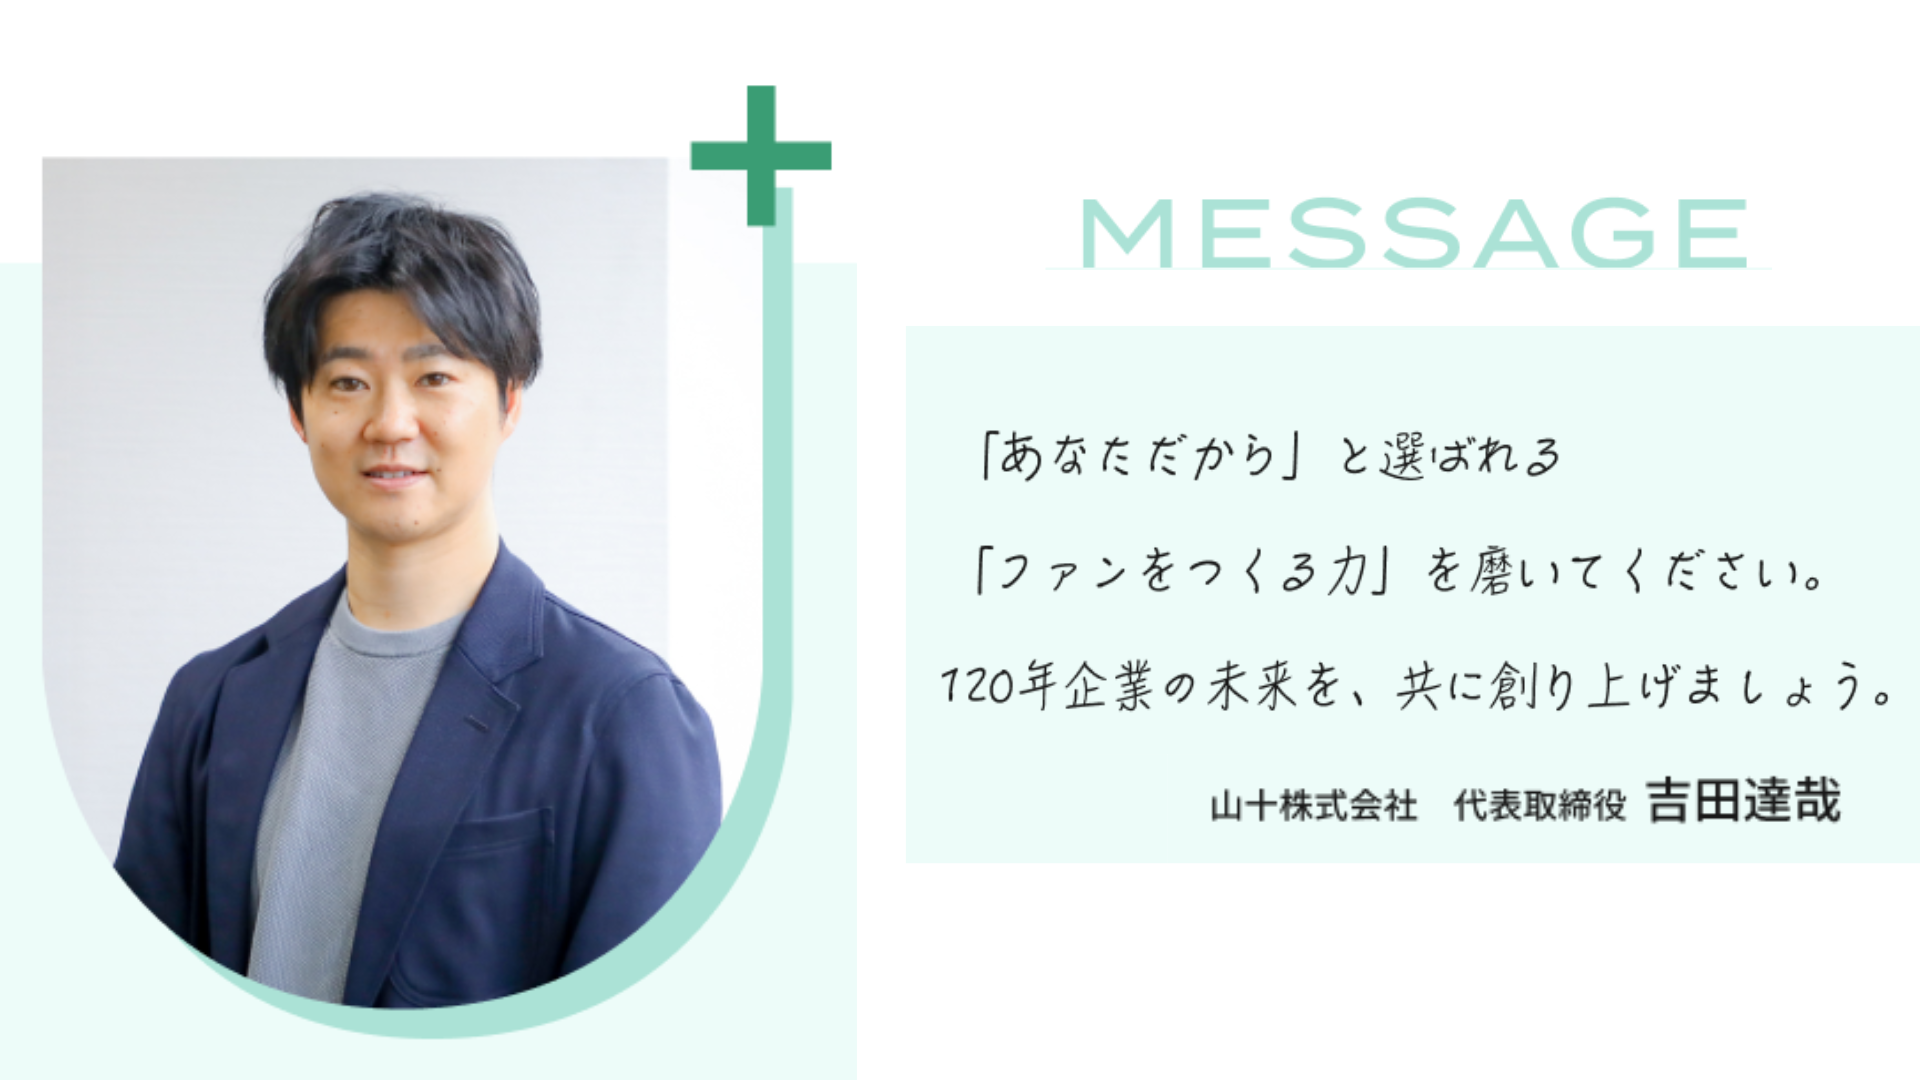 MESSAGE
「あなただから」と選ばれる
「ファンをつくる力」を磨いてください。
120年企業の未来を、共に創り上げましょう。
山十株式会社　代表取締役 吉田達哉